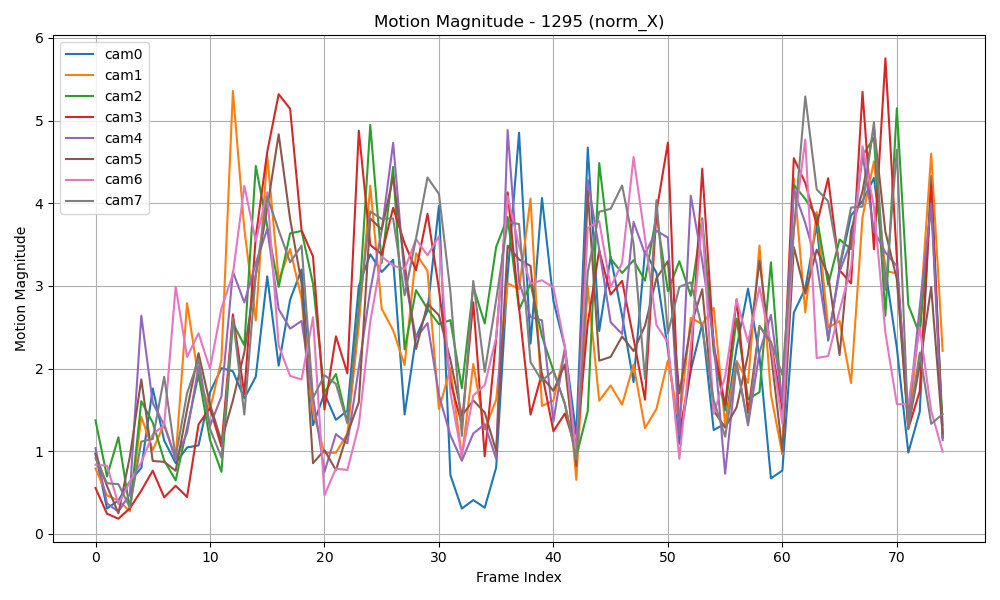 Motion Magnitude - 1295 (norm_X)
cam0
cam1
cam2
cam3
cam4
cam5
cam6
cam7
Motion Magnitude
6
5
4
3
2
1
0
0 10 20 30 40 50 60 70
Frame Index